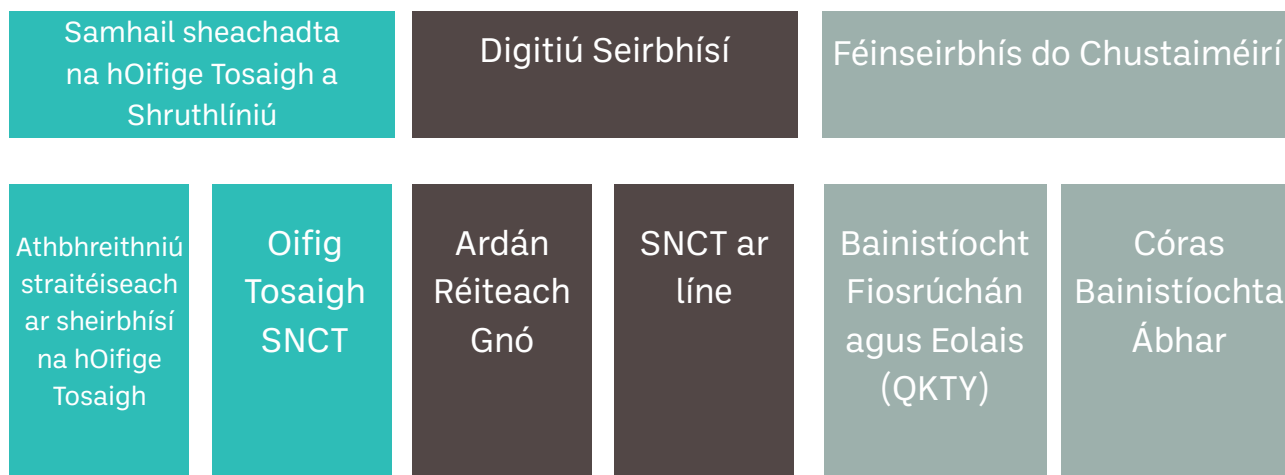 Samhail sheachadta
na hOifige Tosaigh a
Shruthlíniú
Digitiú Seirbhísí
Féinseirbhís do Chustaiméirí
Athbhreithniú
straitéiseach
ar sheirbhísí
na hOifige
Tosaigh
Oifig
Tosaigh
SNCT
Ardán
Réiteach
Gnó
SNCT ar
líne
Bainistíocht
Fiosrúchán
agus Eolais
(QKTY)
Córas
Bainistíochta
Ábhar